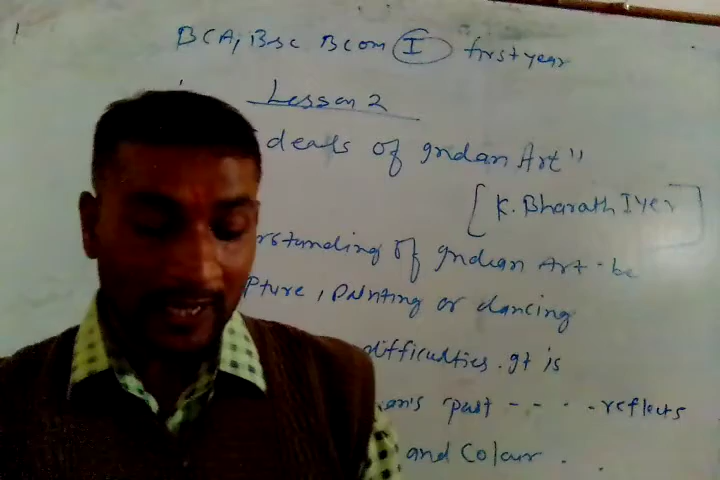 BCA, Bsc Bcom I first year
Lesson 2
deals of Indian Art"
[K. Bharath Iyer]
rstanding of Indian Art - be
pture, painting or dancing
difficulties. It is
an's past - - - - reflects
and Colour .